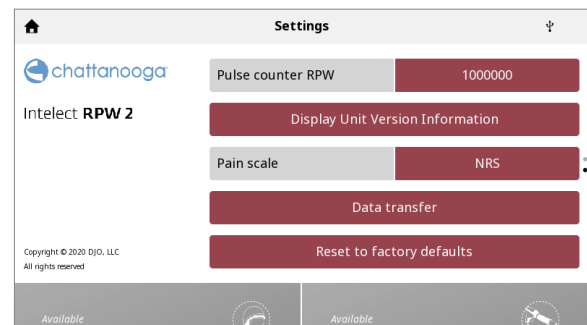 Settings
chattanooga
Intelect RPW 2
Pulse counter RPW 1000000
Display Unit Version Information
Pain scale NRS
Data transfer
Reset to factory defaults
Copyright © 2020 DJO, LLC
All rights reserved
Available Available